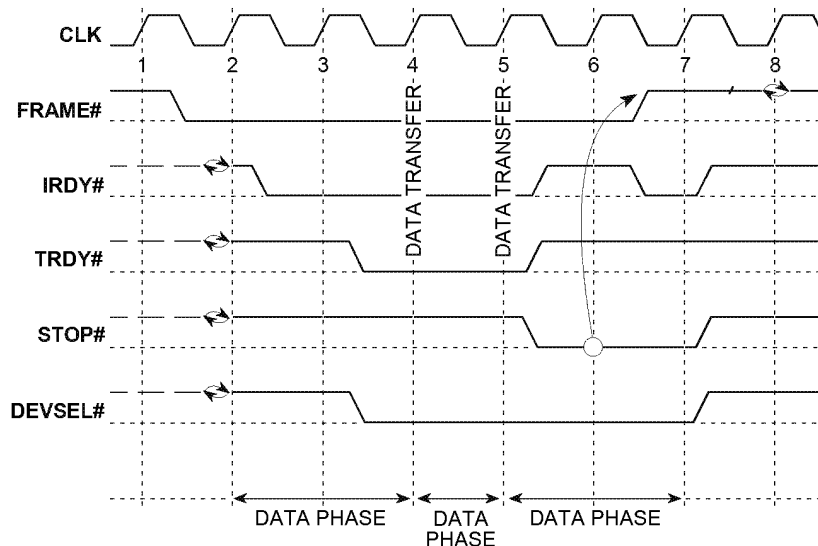 CLK
1 2 3 4 5 6 7 8
FRAME#
IRDY#
TRDY#
STOP#
DEVSEL#
DATA TRANSFER
DATA TRANSFER
DATA PHASE
DATA
PHASE
DATA PHASE